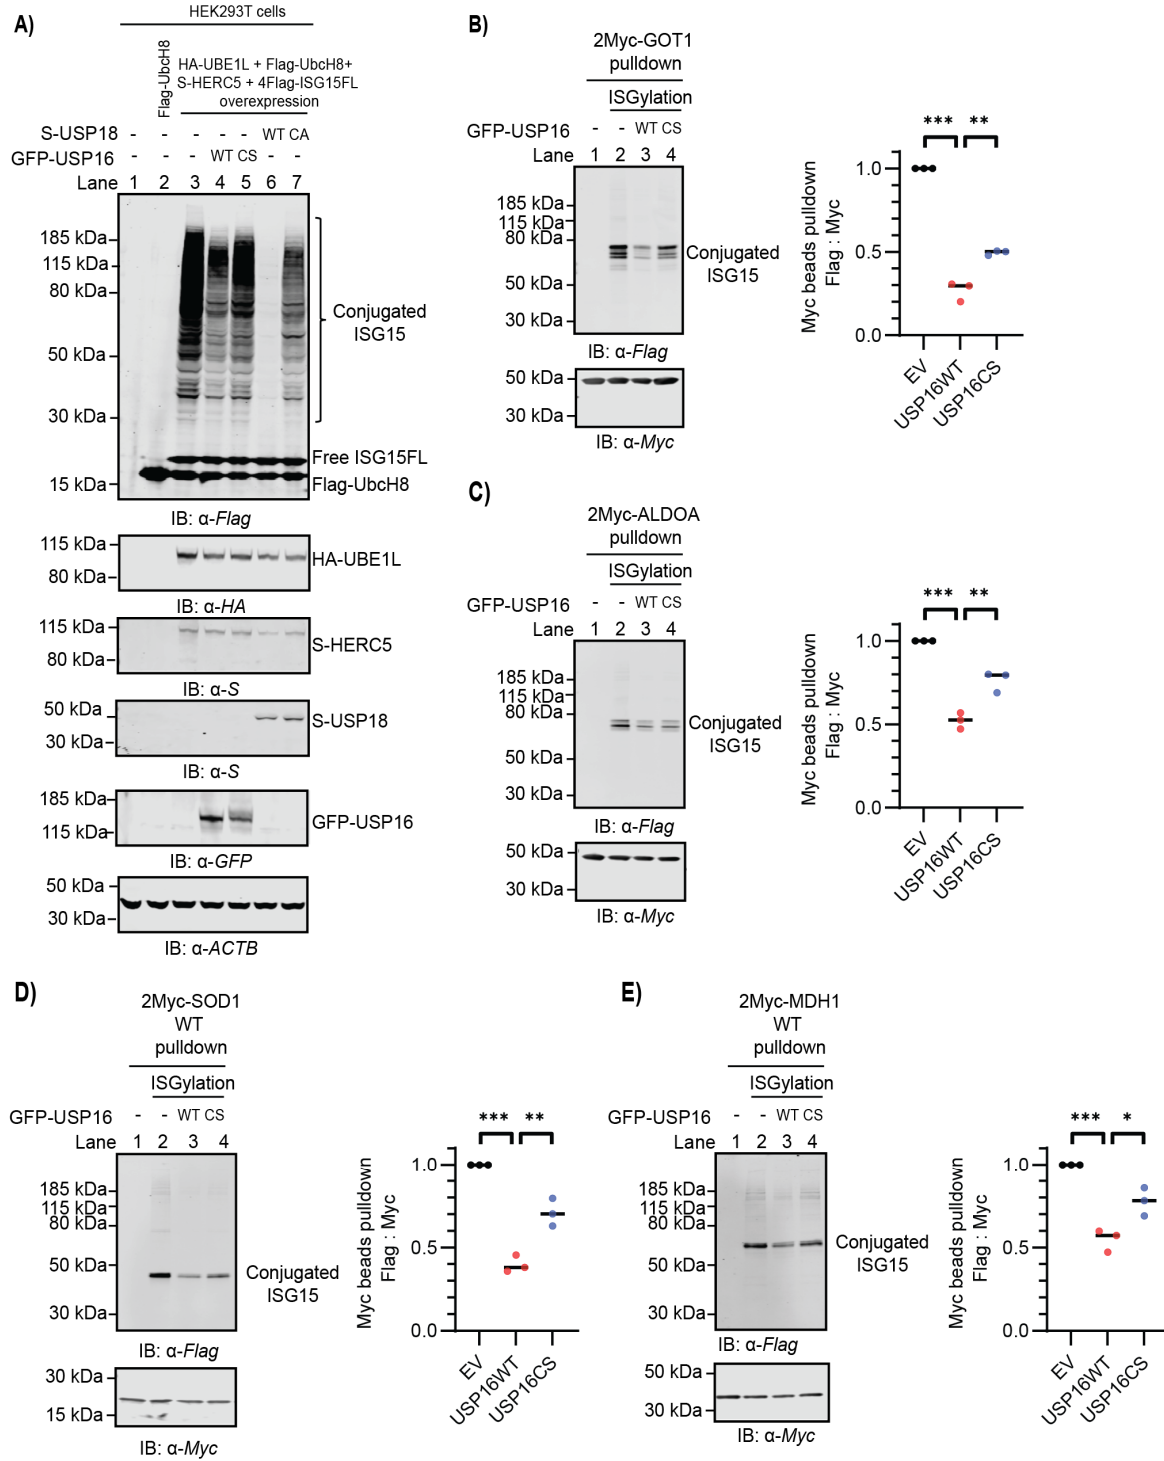 A)
HEK293T cells
Flag-UbcH8
HA-UBE1L + Flag-UbcH8+
S-HERC5 + 4Flag-ISG15FL
overexpression
S-USP18 - - - - - WT CA
GFP-USP16 - - - WT CS - -
Lane 1 2 3 4 5 6 7
185 kDa
115 kDa
80 kDa
50 kDa
30 kDa
15 kDa
Conjugated
ISG15
Free ISG15FL
Flag-UbcH8
IB: α-Flag
115 kDa
80 kDa
HA-UBE1L
IB: α-HA
115 kDa
80 kDa
S-HERC5
IB: α-S
50 kDa
30 kDa
S-USP18
IB: α-S
185 kDa
115 kDa
GFP-USP16
IB: α-GFP
50 kDa
30 kDa
IB: α-ACTB
B)
2Myc-GOT1
pulldown
ISGylation
GFP-USP16 - - WT CS
Lane 1 2 3 4
185 kDa
115 kDa
80 kDa
50 kDa
30 kDa
Conjugated
ISG15
IB: α-Flag
50 kDa
30 kDa
IB: α-Myc
*** **
Myc beads pulldown
Flag : Myc
1.0
0.5
0.0
EV
USP16WT
USP16CS
C)
2Myc-ALDOA
pulldown
ISGylation
GFP-USP16 - - WT CS
Lane 1 2 3 4
185 kDa
115 kDa
80 kDa
50 kDa
30 kDa
Conjugated
ISG15
IB: α-Flag
50 kDa
30 kDa
IB: α-Myc
*** **
Myc beads pulldown
Flag : Myc
1.0
0.5
0.0
EV
USP16WT
USP16CS
D)
2Myc-SOD1
WT
pulldown
ISGylation
GFP-USP16 - - WT CS
Lane 1 2 3 4
185 kDa
115 kDa
80 kDa
50 kDa
30 kDa
Conjugated
ISG15
IB: α-Flag
30 kDa
15 kDa
IB: α-Myc
*** **
Myc beads pulldown
Flag : Myc
1.0
0.5
0.0
EV
USP16WT
USP16CS
E)
2Myc-MDH1
WT
pulldown
ISGylation
GFP-USP16 - - WT CS
Lane 1 2 3 4
185 kDa
115 kDa
80 kDa
50 kDa
30 kDa
Conjugated
ISG15
IB: α-Flag
50 kDa
30 kDa
IB: α-Myc
*** *
Myc beads pulldown
Flag : Myc
1.0
0.5
0.0
EV
USP16WT
USP16CS